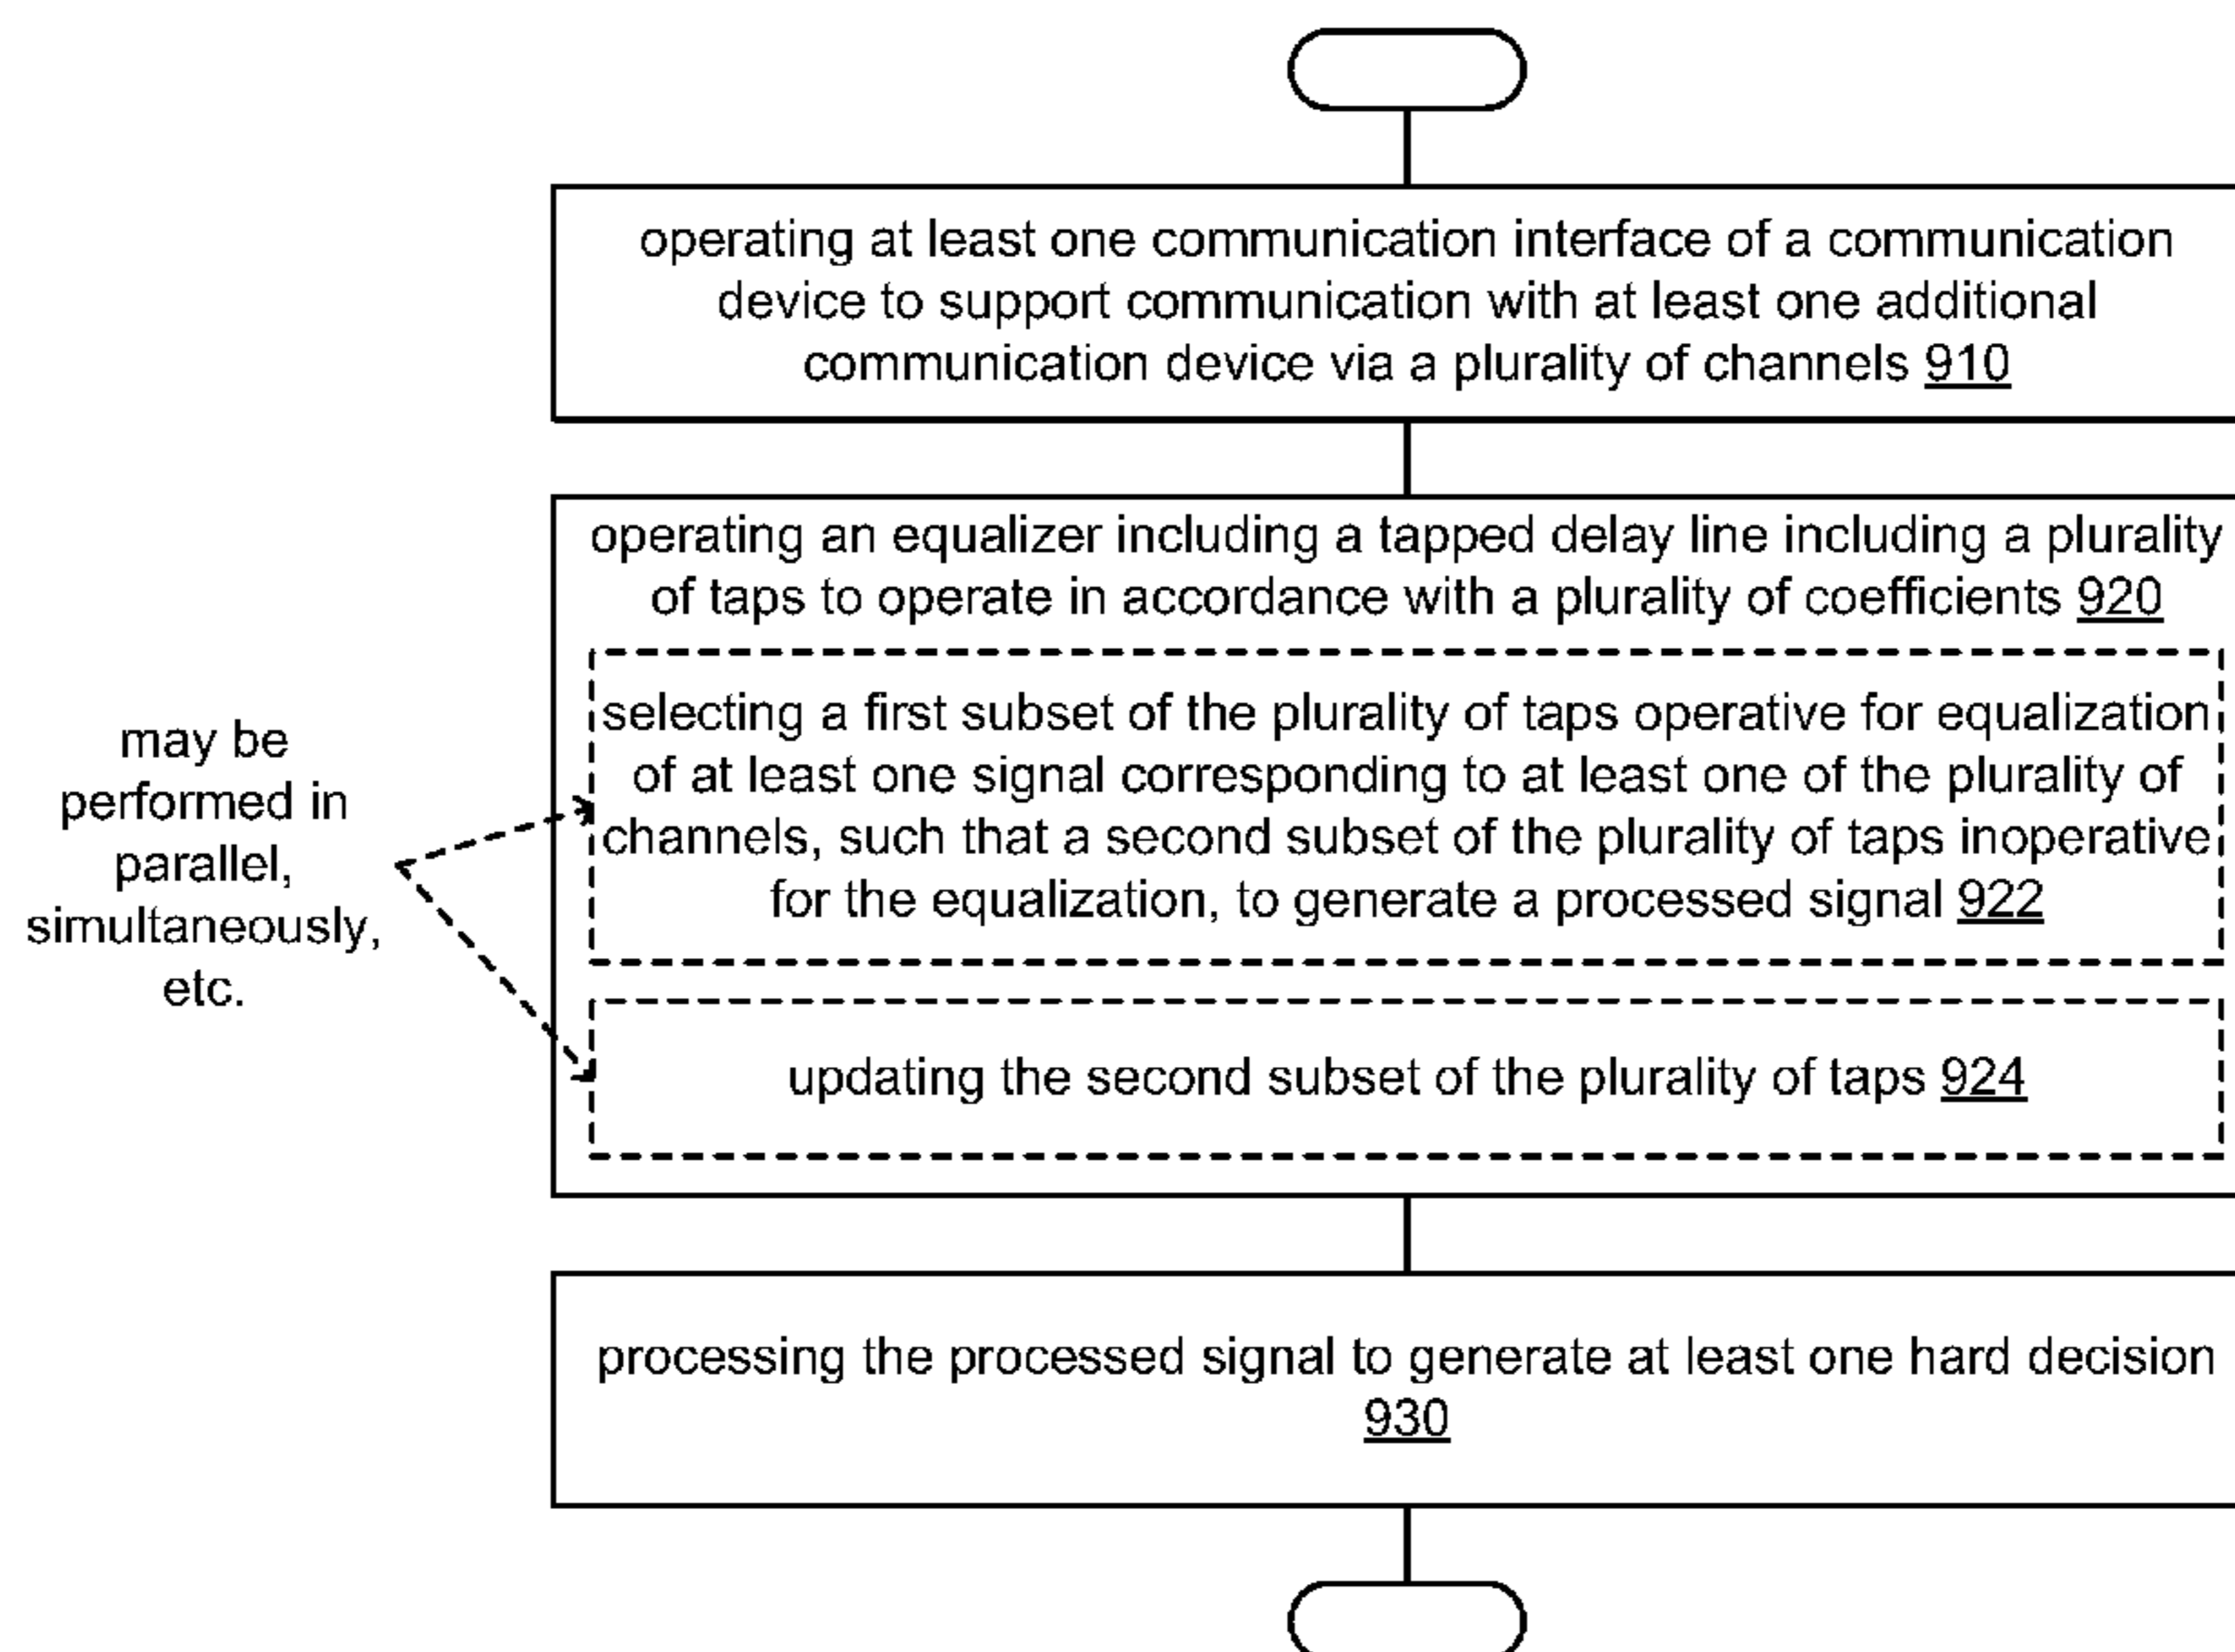 operating at least one communication interface of a communication
device to support communication with at least one additional
communication device via a plurality of channels 910
operating an equalizer including a tapped delay line including a plurality
of taps to operate in accordance with a plurality of coefficients 920
selecting a first subset of the plurality of taps operative for equalization
of at least one signal corresponding to at least one of the plurality of
channels, such that a second subset of the plurality of taps inoperative
for the equalization, to generate a processed signal 922
updating the second subset of the plurality of taps 924
may be
performed in
parallel,
simultaneously,
etc.
processing the processed signal to generate at least one hard decision
930